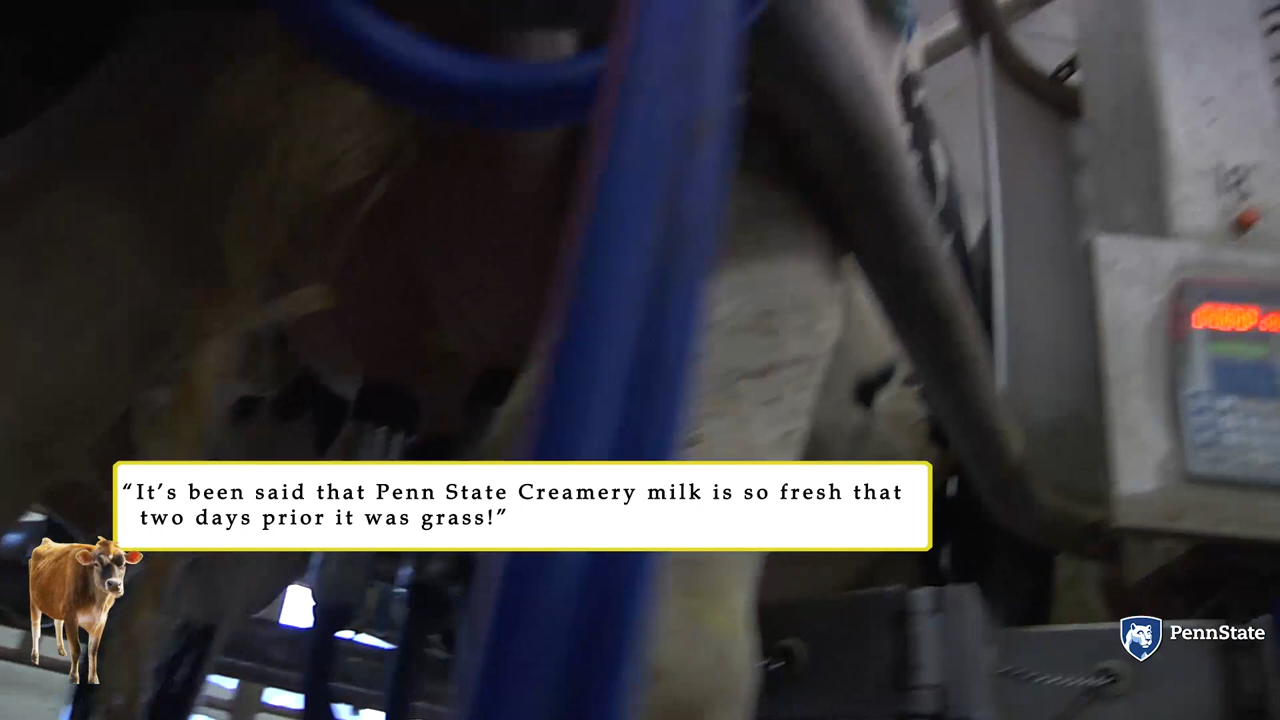 “It’s been said that Penn State Creamery milk is so fresh that
two days prior it was grass!”
PennState